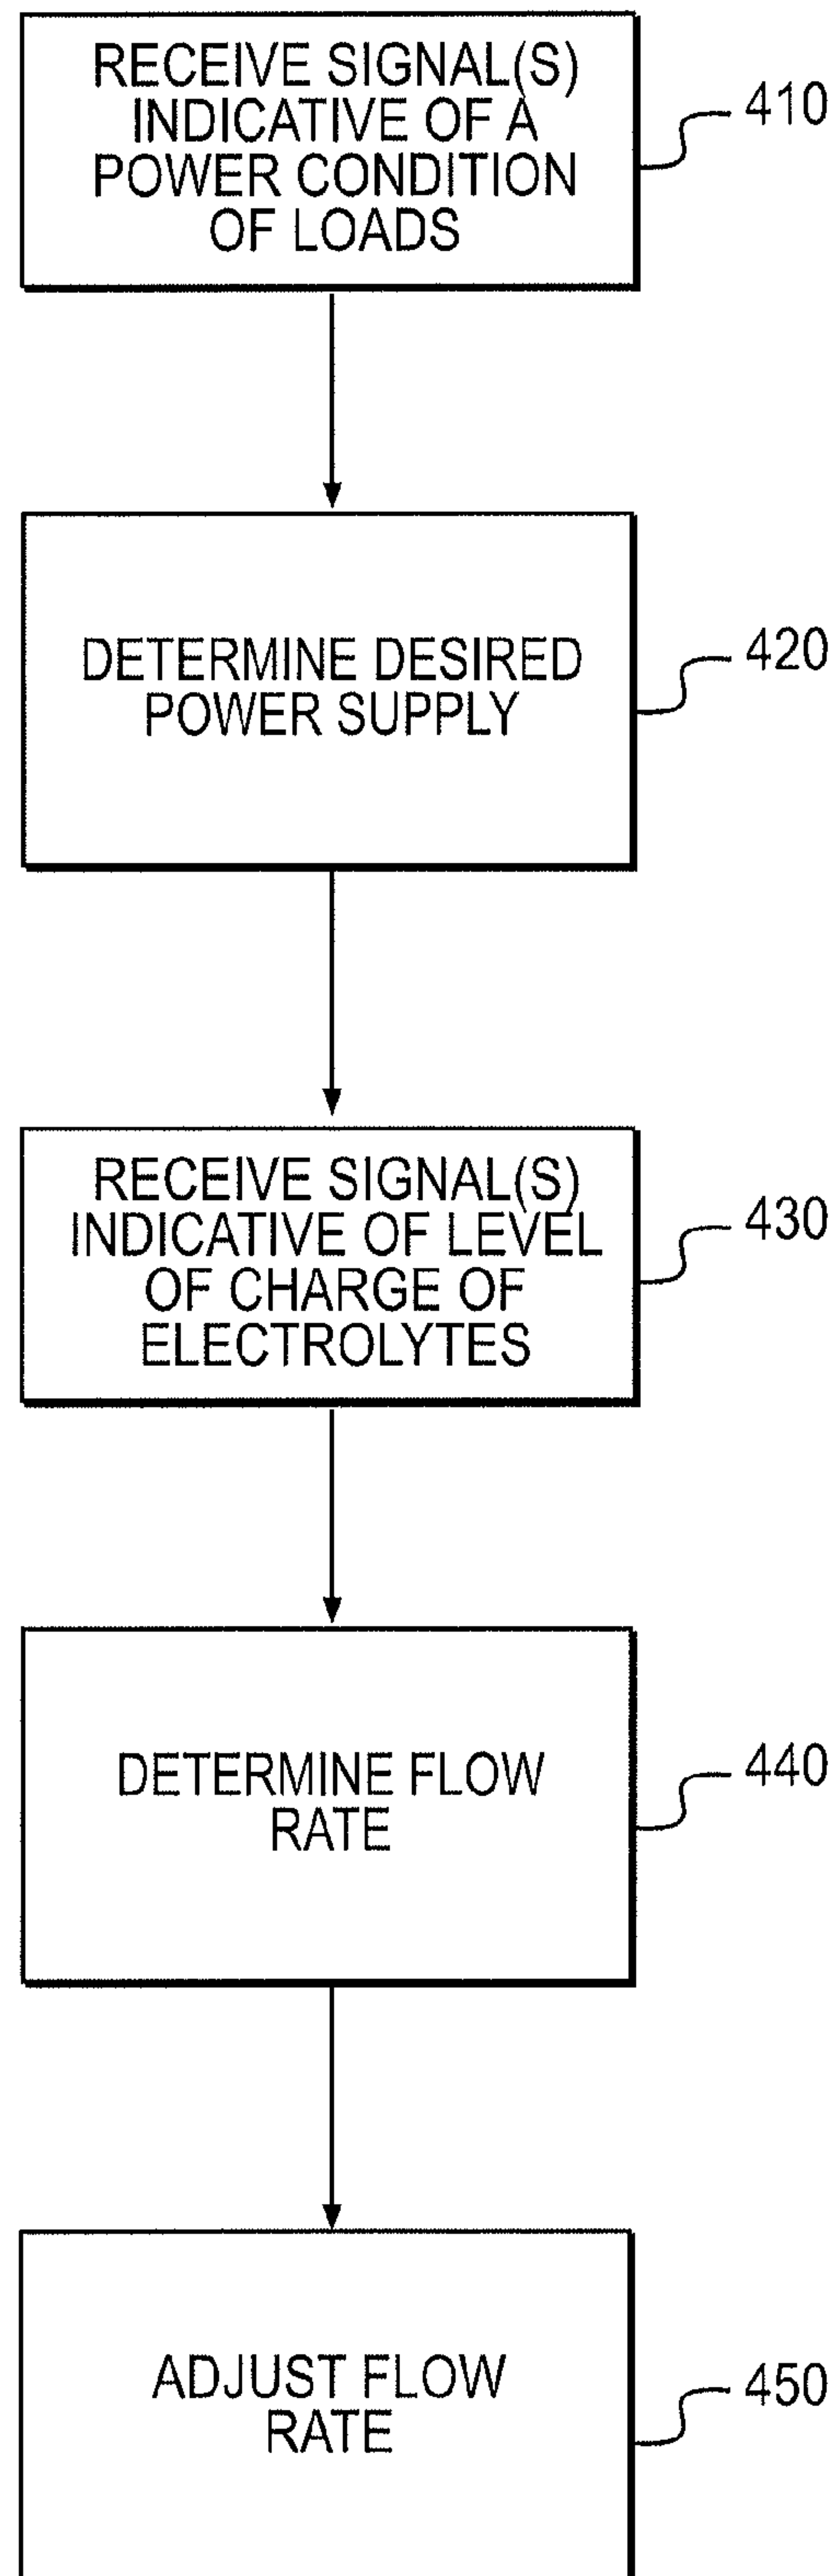 RECEIVE SIGNAL(S)
INDICATIVE OF A
POWER CONDITION
OF LOADS
410
DETERMINE DESIRED
POWER SUPPLY
420
RECEIVE SIGNAL(S)
INDICATIVE OF LEVEL
OF CHARGE OF
ELECTROLYTES
430
DETERMINE FLOW
RATE
440
ADJUST FLOW
RATE
450